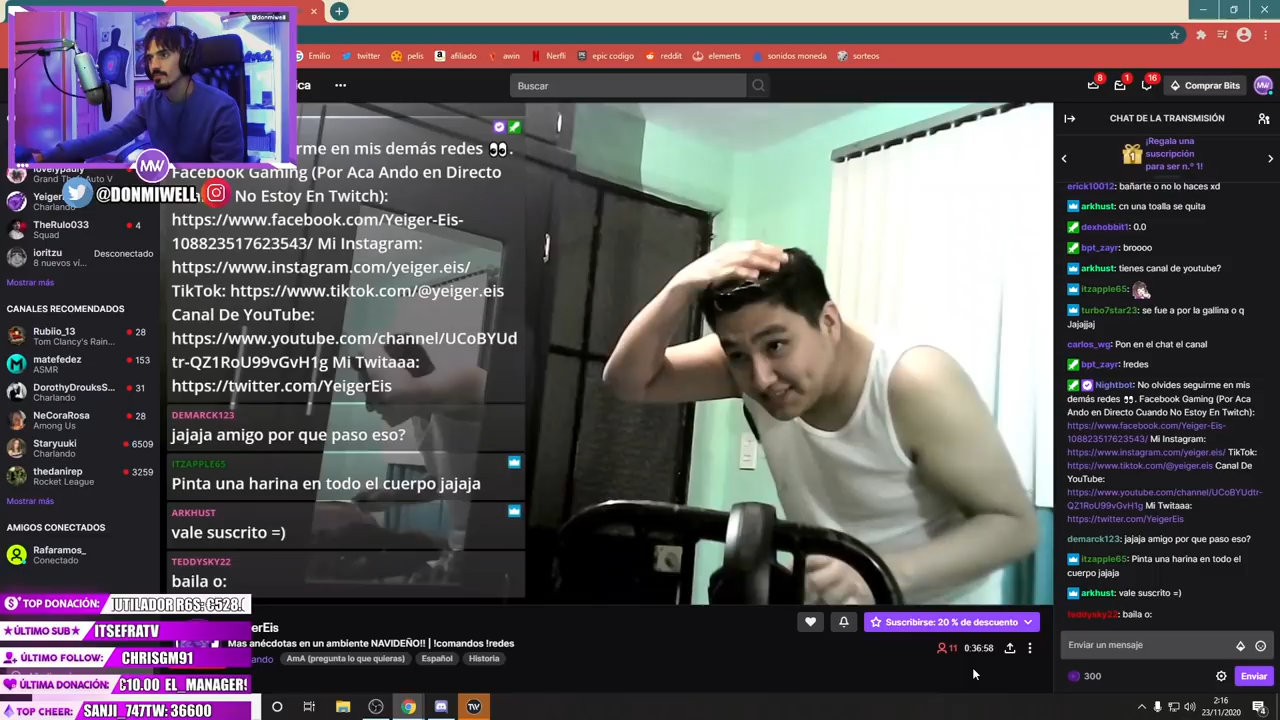 @donmiwell
Emilio
twitter
pelis
afiliado
awin
Nerfli
epic codigo
reddit
elements
sonidos moneda
sorteos
Buscar
8
1
16
Comprar Bits
MW
MW
@DONMIWELL
Grand Theft Auto V
Charlando
TheRulo033
4
Squad
ioritzu
Desconectado
8 nuevos ví...
Mostrar más
CANALES RECOMENDADOS
Rubiio_13
28
Tom Clancy's Rain...
matefedez
153
ASMR
DorothyDrouksS...
31
Charlando
NeCoraRosa
28
Among Us
Staryuuki
6509
Charlando
thedanirep
3259
Rocket League
Mostrar más
AMIGOS CONECTADOS
Rafaramos_
Conectado
TOP DONACIÓN:
UTILADOR R6S: €528.
ÚLTIMO SUB
ITSEFRATV
ÚLTIMO FOLLOW:
CHRISGM91
ÚLTIMA DONACIÓN:
€10.00 EL_MANAGERS
TOP CHEER:
SANJI_747TW: 36600
rme en mis demás redes 👀.
Facebook Gaming (Por Aca Ando en Directo
No Estoy En Twitch):
https://www.facebook.com/Yeiger-Eis-
108823517623543/ Mi Instagram:
https://www.instagram.com/yeiger.eis/
TikTok: https://www.tiktok.com/@yeiger.eis
Canal De YouTube:
https://www.youtube.com/channel/UCoBYUd
tr-QZ1RoU99vGvH1g Mi Twitaaa:
https://twitter.com/YeigerEis
DEMARCK123
jajaja amigo por que paso eso?
ITZAPPLE65
Pinta una harina en todo el cuerpo jajaja
ARKHUST
vale suscrito =)
TEDDYSKY22
baila o:
gerEis
Mas anécdotas en un ambiente NAVIDEÑO!! | !comandos !redes
AmA (pregunta lo que quieras)
Español
Historia
Suscribirse: 20 % de descuento
11
0:36:58
CHAT DE LA TRANSMISIÓN
1
¡Regala una
suscripción
para ser n.º 1!
erick10012: bañarte o no lo haces xd
arkhust: cn una toalla se quita
dexhobbit1: 0.0
bpt_zayr: broooo
arkhust: tienes canal de youtube?
itzapple65:
turbo7star23: se fue a por la gallina o q
Jajajjaj
carlos_wg: Pon en el chat el canal
bpt_zayr: !redes
Nightbot: No olvides seguirme en mis
demás redes 👀. Facebook Gaming (Por Aca
Ando en Directo Cuando No Estoy En Twitch):
https://www.facebook.com/Yeiger-Eis-
108823517623543/ Mi Instagram:
https://www.instagram.com/yeiger.eis/ TikTok:
https://www.tiktok.com/@yeiger.eis Canal De
YouTube:
https://www.youtube.com/channel/UCoBYUdtr-
QZ1RoU99vGvH1g Mi Twitaaa:
https://twitter.com/YeigerEis
demarck123: jajaja amigo por que paso eso?
itzapple65: Pinta una harina en todo el
cuerpo jajaja
arkhust: vale suscrito =)
teddysky22: baila o:
Enviar un mensaje
300
Enviar
2:16
23/11/2020
4